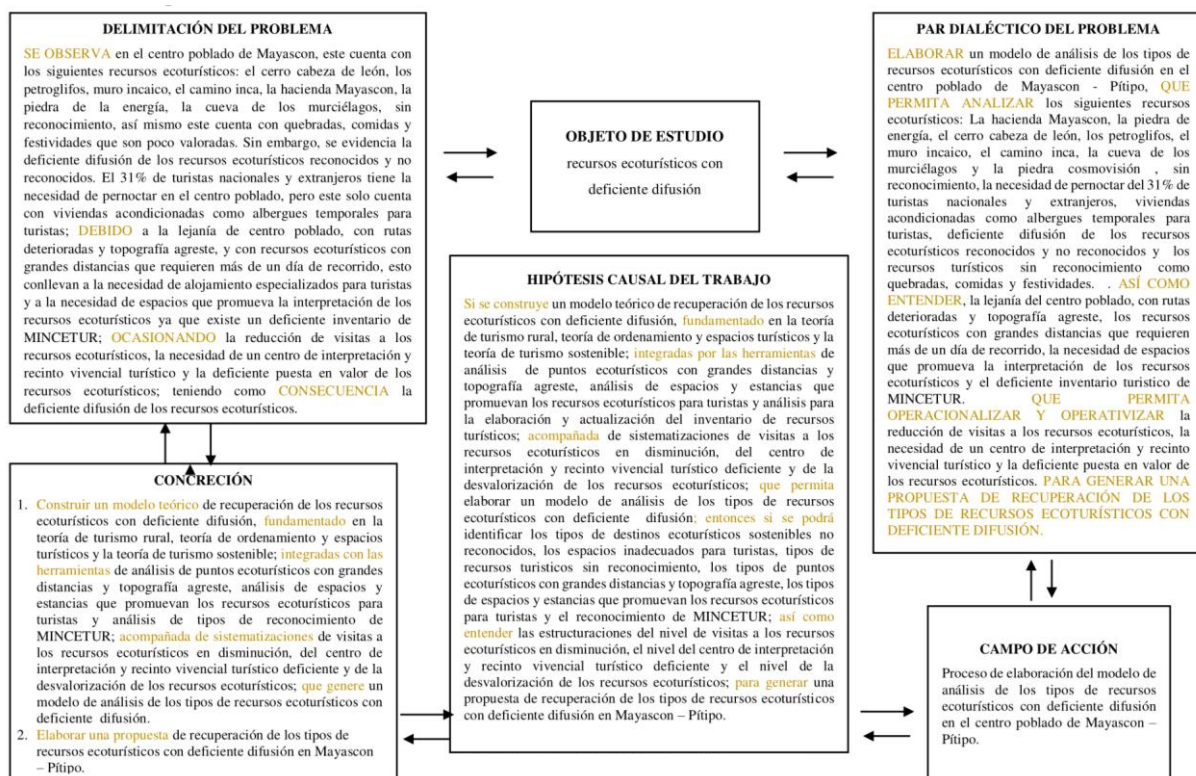 DELIMITACIÓN DEL PROBLEMA
SE OBSERVA en el centro poblado de Mayascon, este cuenta con
los siguientes recursos ecoturísticos: el cerro cabeza de león, los
petroglifos, muro incaico, el camino inca, la hacienda Mayascon, la
piedra de la energía, la cueva de los murciélagos, sin
reconocimiento, así mismo este cuenta con quebradas, comidas y
festividades que son poco valoradas. Sin embargo, se evidencia la
deficiente difusión de los recursos ecoturísticos reconocidos y no
reconocidos. El 31% de turistas nacionales y extranjeros tiene la
necesidad de pernoctar en el centro poblado, pero este solo cuenta
con viviendas acondicionadas como albergues temporales para
turistas; DEBIDO a la lejanía de centro poblado, con rutas
deterioradas y topografía agreste, y con recursos ecoturísticos con
grandes distancias que requieren más de un día de recorrido, esto
conllevan a la necesidad de alojamiento especializados para turistas
y a la necesidad de espacios que promueva la interpretación de los
recursos ecoturísticos ya que existe un deficiente inventario de
MINCETUR; OCASIONANDO la reducción de visitas a los
recursos ecoturísticos, la necesidad de un centro de interpretación y
recinto vivencial turístico y la deficiente puesta en valor de los
recursos ecoturísticos; teniendo como CONSECUENCIA la
deficiente difusión de los recursos ecoturísticos.
OBJETO DE ESTUDIO
recursos ecoturísticos con
deficiente difusión
PAR DIALÉCTICO DEL PROBLEMA
ELABORAR un modelo de análisis de los tipos de
recursos ecoturísticos con deficiente difusión en el
centro poblado de Mayascon - Pítipo, QUE
PERMITA ANALIZAR los siguientes recursos
ecoturísticos: La hacienda Mayascon, la piedra de
energía, el cerro cabeza de león, los petroglifos, el
muro incaico, el camino inca, la cueva de los
murciélagos y la piedra cosmovisión , sin
reconocimiento, la necesidad de pernoctar del 31% de
turistas nacionales y extranjeros, viviendas
acondicionadas como albergues temporales para
turistas, deficiente difusión de los recursos
ecoturísticos reconocidos y no reconocidos y los
recursos turísticos sin reconocimiento como
quebradas, comidas y festividades. . ASÍ COMO
ENTENDER, la lejanía del centro poblado, con rutas
deterioradas y topografía agreste, los recursos
ecoturísticos con grandes distancias que requieren
más de un día de recorrido, la necesidad de espacios
que promueva la interpretación de los recursos
ecoturísticos y el deficiente inventario turistico de
MINCETUR. QUE PERMITA
OPERACIONALIZAR Y OPERATIVIZAR la
reducción de visitas a los recursos ecoturísticos, la
necesidad de un centro de interpretación y recinto
vivencial turístico y la deficiente puesta en valor de
los recursos ecoturísticos. PARA GENERAR UNA
PROPUESTA DE RECUPERACIÓN DE LOS
TIPOS DE RECURSOS ECOTURÍSTICOS CON
DEFICIENTE DIFUSIÓN.
HIPÓTESIS CAUSAL DEL TRABAJO
Si se construye un modelo teórico de recuperación de los recursos
ecoturísticos con deficiente difusión, fundamentado en la teoría
de turismo rural, teoría de ordenamiento y espacios turísticos y la
teoría de turismo sostenible; integradas por las herramientas de
análisis de puntos ecoturísticos con grandes distancias y
topografía agreste, análisis de espacios y estancias que
promuevan los recursos ecoturísticos para turistas y análisis para
la elaboración y actualización del inventario de recursos
turísticos; acompañada de sistematizaciones de visitas a los
recursos ecoturísticos en disminución, del centro de
interpretación y recinto vivencial turístico deficiente y de la
desvalorización de los recursos ecoturísticos; que permita
elaborar un modelo de análisis de los tipos de recursos
ecoturísticos con deficiente difusión; entonces si se podrá
identificar los tipos de destinos ecoturísticos sostenibles no
reconocidos, los espacios inadecuados para turistas, tipos de
recursos turisticos sin reconocimiento, los tipos de puntos
ecoturísticos con grandes distancias y topografía agreste, los tipos
de espacios y estancias que promuevan los recursos ecoturísticos
para turistas y el reconocimiento de MINCETUR; así como
entender las estructuraciones del nivel de visitas a los recursos
ecoturísticos en disminución, el nivel del centro de interpretación
y recinto vivencial turístico deficiente y el nivel de la
desvalorización de los recursos ecoturísticos; para generar una
propuesta de recuperación de los tipos de recursos ecoturísticos
con deficiente difusión en Mayascon – Pítipo.
CONCRECIÓN
1. Construir un modelo teórico de recuperación de los recursos
ecoturísticos con deficiente difusión, fundamentado en la
teoría de turismo rural, teoría de ordenamiento y espacios
turísticos y la teoría de turismo sostenible; integradas con las
herramientas de análisis de puntos ecoturísticos con grandes
distancias y topografía agreste, análisis de espacios y
estancias que promuevan los recursos ecoturísticos para
turistas y análisis de tipos de reconocimiento de
MINCETUR; acompañada de sistematizaciones de visitas a
los recursos ecoturísticos en disminución, del centro de
interpretación y recinto vivencial turístico deficiente y de la
desvalorización de los recursos ecoturísticos; que genere un
modelo de análisis de los tipos de recursos ecoturísticos con
deficiente difusión.
2. Elaborar una propuesta de recuperación de los tipos de
recursos ecoturísticos con deficiente difusión en Mayascon
– Pítipo.
CAMPO DE ACCIÓN
Proceso de elaboración del modelo de
análisis de los tipos de recursos
ecoturísticos con deficiente difusión
en el centro poblado de Mayascon –
Pítipo.